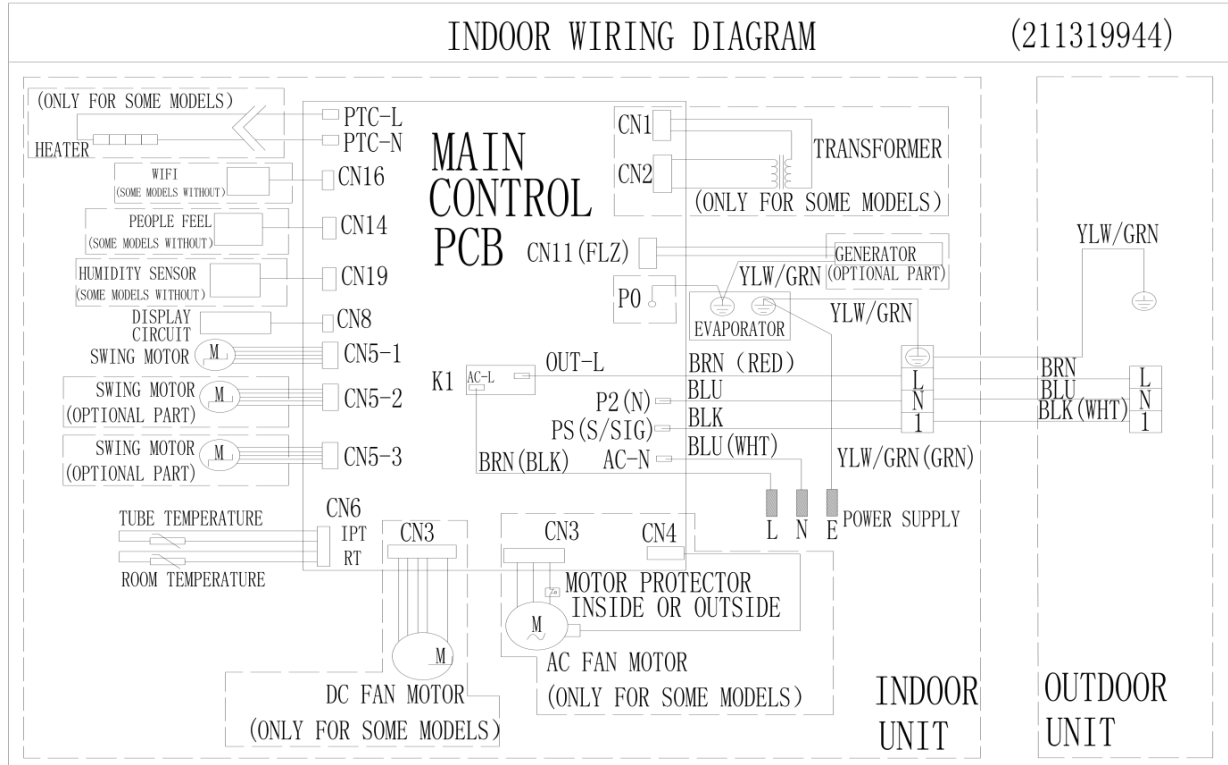 INDOOR WIRING DIAGRAM (211319944)
(ONLY FOR SOME MODELS)
HEATER
PTC-L
PTC-N
WIFI
(SOME MODELS WITHOUT)
CN16
PEOPLE FEEL
(SOME MODELS WITHOUT)
CN14
HUMIDITY SENSOR
(SOME MODELS WITHOUT)
CN19
DISPLAY
CIRCUIT
CN8
SWING MOTOR
M
CN5-1
SWING MOTOR
(OPTIONAL PART)
M
CN5-2
SWING MOTOR
(OPTIONAL PART)
M
CN5-3
TUBE TEMPERATURE
ROOM TEMPERATURE
CN6
IPT
RT
MAIN
CONTROL
PCB
CN1
CN2
TRANSFORMER
(ONLY FOR SOME MODELS)
CN11(FLZ)
GENERATOR
(OPTIONAL PART)
YLW/GRN
P0
EVAPORATOR
YLW/GRN
K1
AC-L
OUT-L
BRN (RED)
P2(N)
BLU
PS(S/SIG)
BLK
AC-N
BLU(WHT)
BRN(BLK)
L
N
1
YLW/GRN(GRN)
L N E
POWER SUPPLY
CN3
M
DC FAN MOTOR
(ONLY FOR SOME MODELS)
CN3
CN4
MOTOR PROTECTOR
INSIDE OR OUTSIDE
M
AC FAN MOTOR
(ONLY FOR SOME MODELS)
INDOOR
UNIT
YLW/GRN
BRN
BLU
BLK(WHT)
L
N
1
OUTDOOR
UNIT